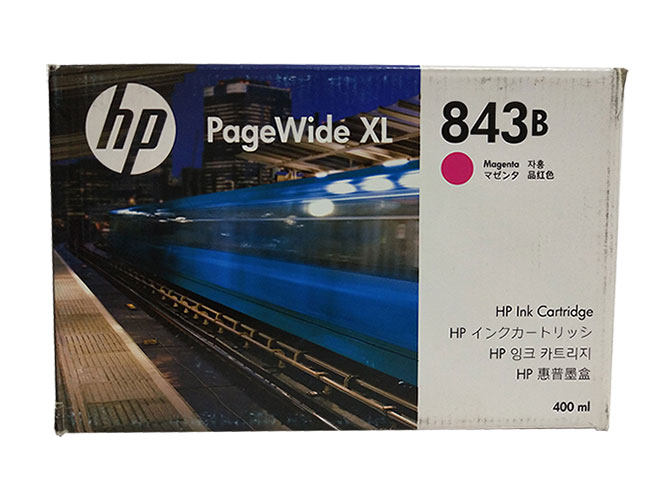 hp
PageWide XL
843B
Magenta 자홍
マゼンタ 品红色
HP Ink Cartridge
HP インクカートリッジ
HP 잉크 카트리지
HP 惠普墨盒
400 ml